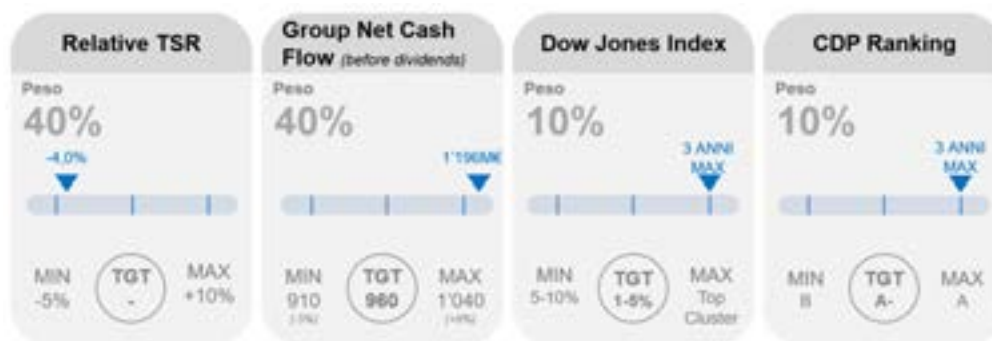 Relative TSR
Peso
40%
-4,0%
MIN
-5%
TGT
-
MAX
+10%
Group Net Cash
Flow (before dividends)
Peso
40%
1'196M€
MIN
910
(-5%)
TGT
960
MAX
1'040
(+8%)
Dow Jones Index
Peso
10%
3 ANNI
MAX
MIN
5-10%
TGT
1-5%
MAX
Top
Cluster
CDP Ranking
Peso
10%
3 ANNI
MAX
MIN
B
TGT
A-
MAX
A